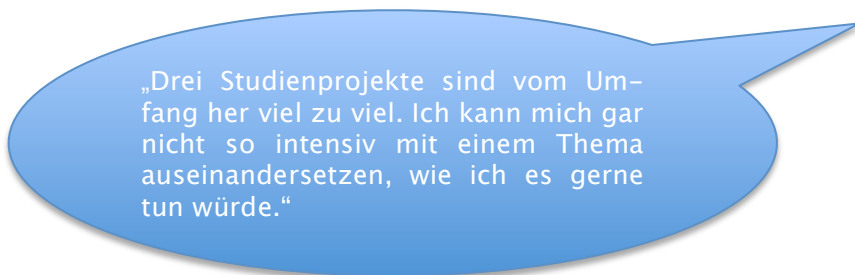 „Drei Studienprojekte sind vom Um-
fang her viel zu viel. Ich kann mich gar
nicht so intensiv mit einem Thema
auseinandersetzen, wie ich es gerne
tun würde.“